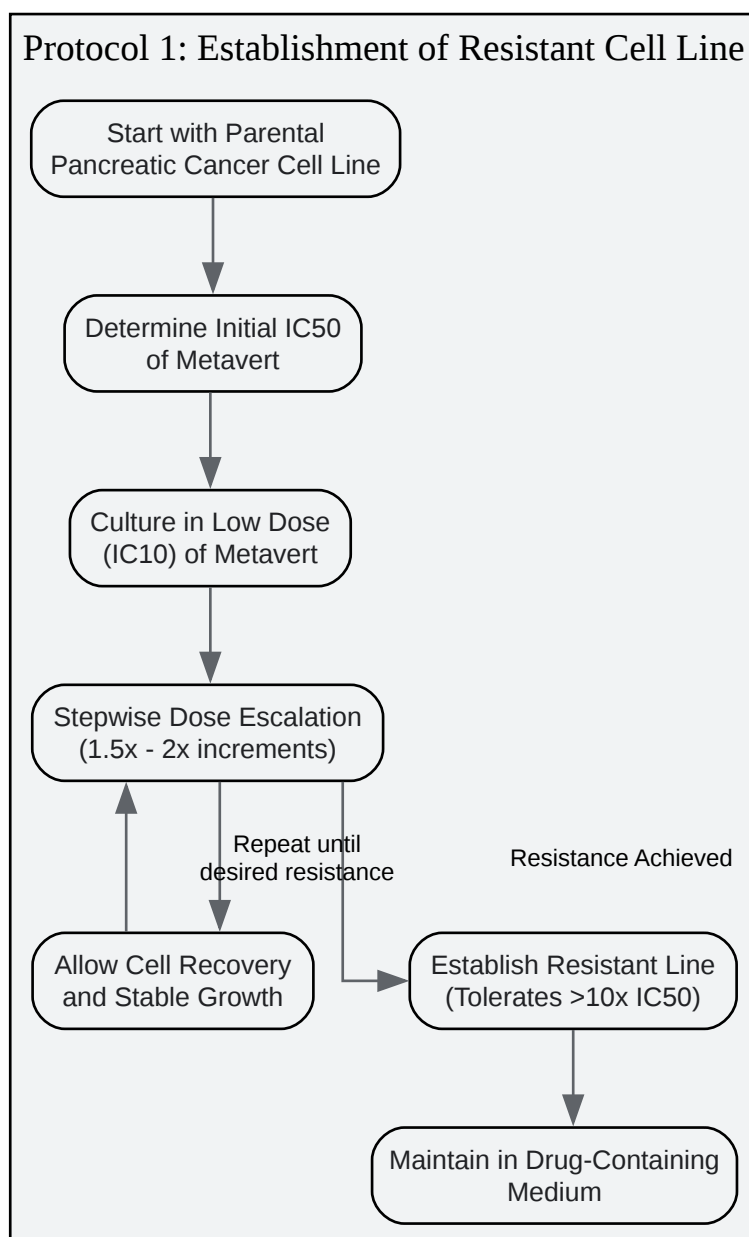 Protocol 1: Establishment of Resistant Cell Line
Start with Parental
Pancreatic Cancer Cell Line
Determine Initial IC50
of Metavert
Culture in Low Dose
(IC10) of Metavert
Stepwise Dose Escalation
(1.5x - 2x increments)
Repeat until
desired resistance
Resistance Achieved
Allow Cell Recovery
and Stable Growth
Establish Resistant Line
(Tolerates >10x IC50)
Maintain in Drug-Containing
Medium